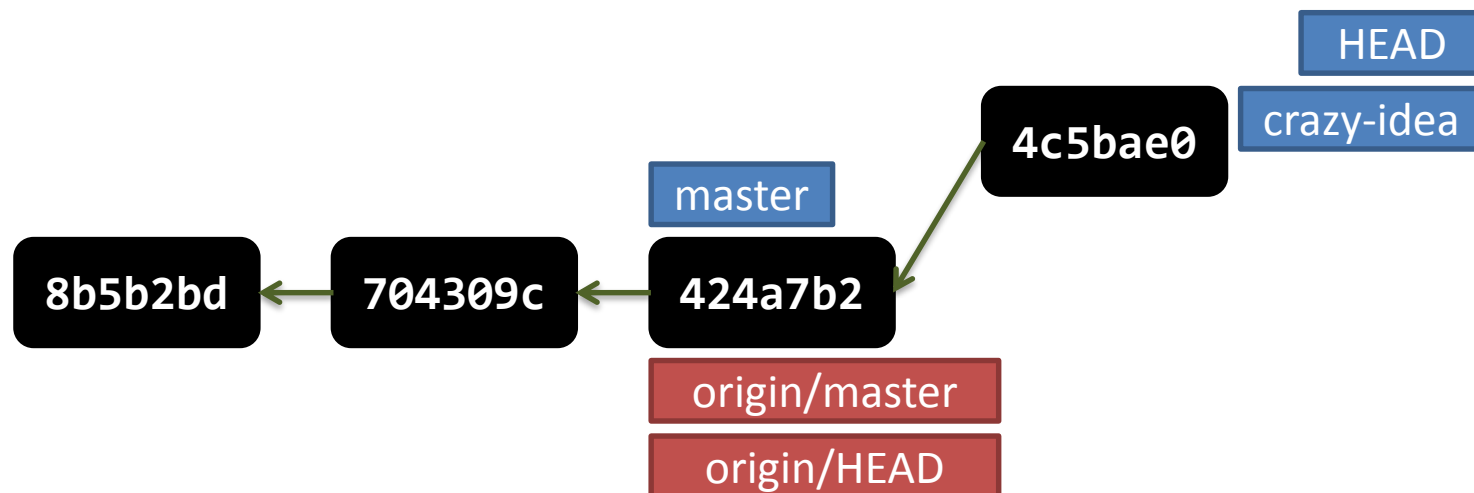 HEAD
crazy-idea
4c5bae0
master
8b5b2bd
704309c
424a7b2
origin/master
origin/HEAD